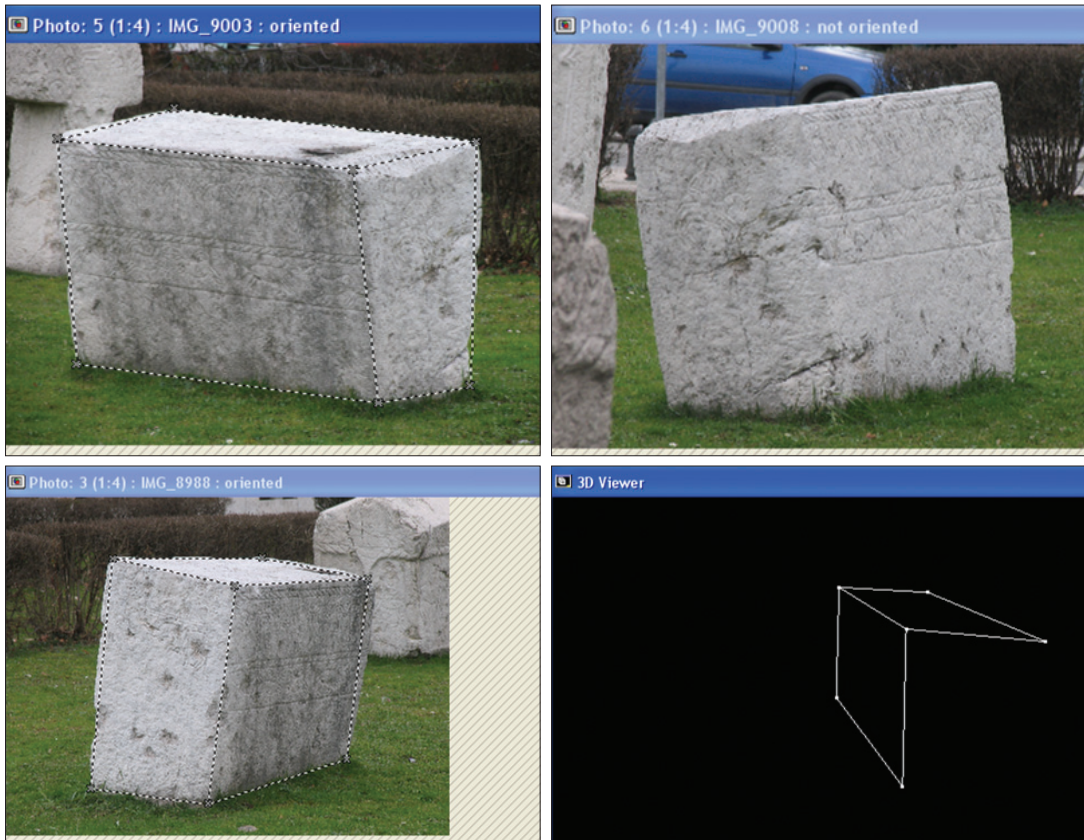 Photo: 5 (1:4) : IMG_9003 : oriented
Photo: 6 (1:4) : IMG_9008 : not oriented
Photo: 3 (1:4) : IMG_8988 : oriented
3D Viewer